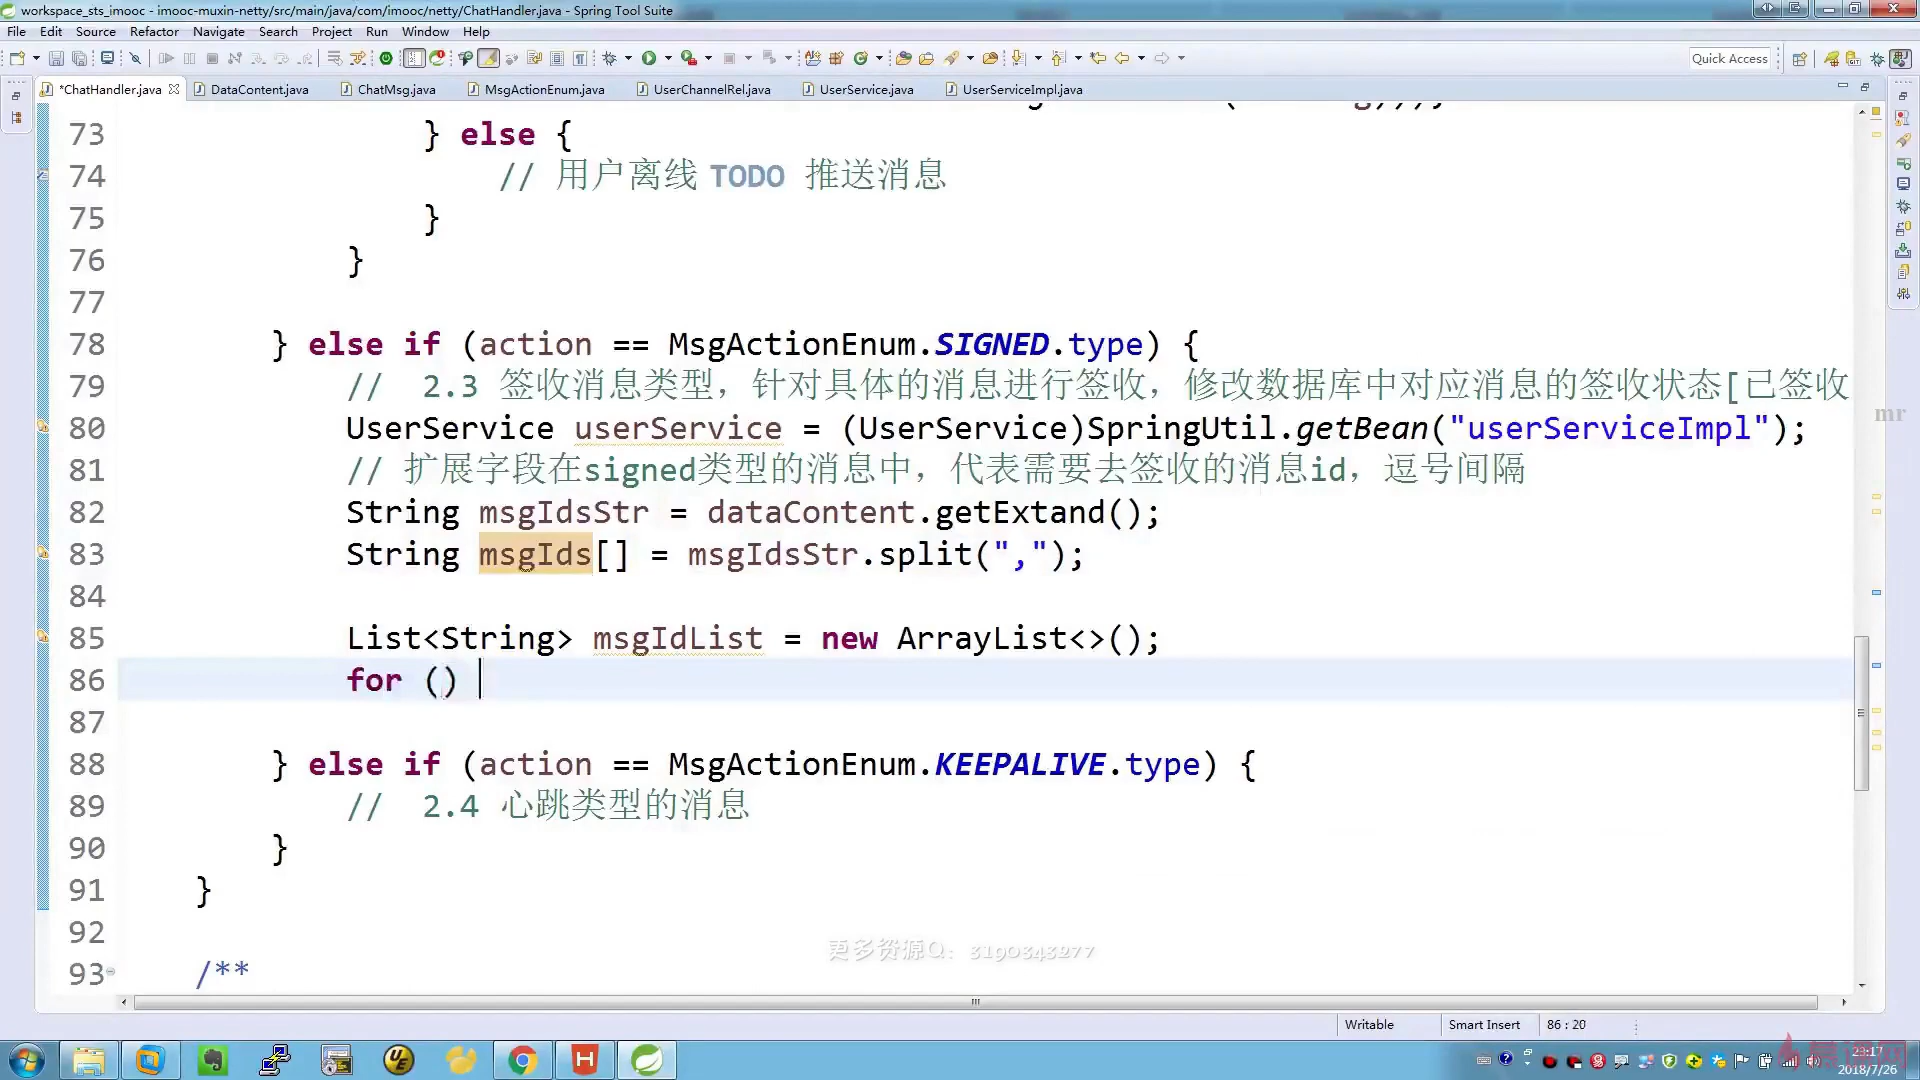 workspace_sts_imooc - imooc-muxin-netty/src/main/java/com/imooc/netty/ChatHandler.java - Spring Tool Suite
File Edit Source Refactor Navigate Search Project Run Window Help
Quick Access
*ChatHandler.java DataContent.java ChatMsg.java MsgActionEnum.java UserChannelRel.java UserService.java UserServiceImpl.java
73 } else {
74 // 用户离线 TODO 推送消息
75 }
76 }
77
78 } else if (action == MsgActionEnum.SIGNED.type) {
79 // 2.3 签收消息类型，针对具体的消息进行签收，修改数据库中对应消息的签收状态[已签收
mr
80 UserService userService = (UserService)SpringUtil.getBean("userServiceImpl");
81 // 扩展字段在signed类型的消息中，代表需要去签收的消息id，逗号间隔
82 String msgIdsStr = dataContent.getExtand();
83 String msgIds[] = msgIdsStr.split(",");
84
85 List<String> msgIdList = new ArrayList<>();
86 for ()
87
88 } else if (action == MsgActionEnum.KEEPALIVE.type) {
89 // 2.4 心跳类型的消息
90 }
91 }
92
更多资源Q: 3190343277
93 /**
Writable Smart Insert 86 : 20
23:17
2018/7/26